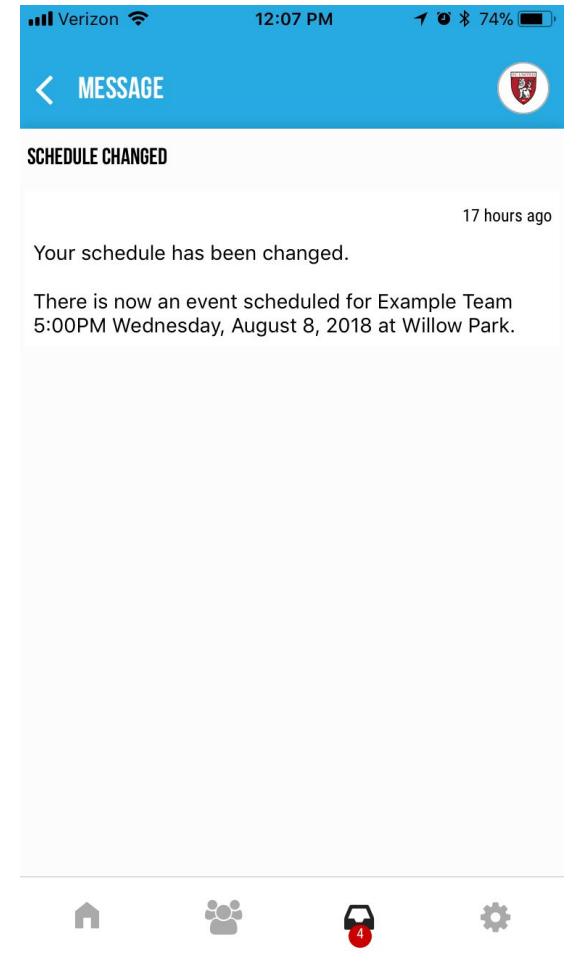 Verizon 12:07 PM 74%
MESSAGE
SCHEDULE CHANGED
17 hours ago
Your schedule has been changed.
There is now an event scheduled for Example Team
5:00PM Wednesday, August 8, 2018 at Willow Park.
4